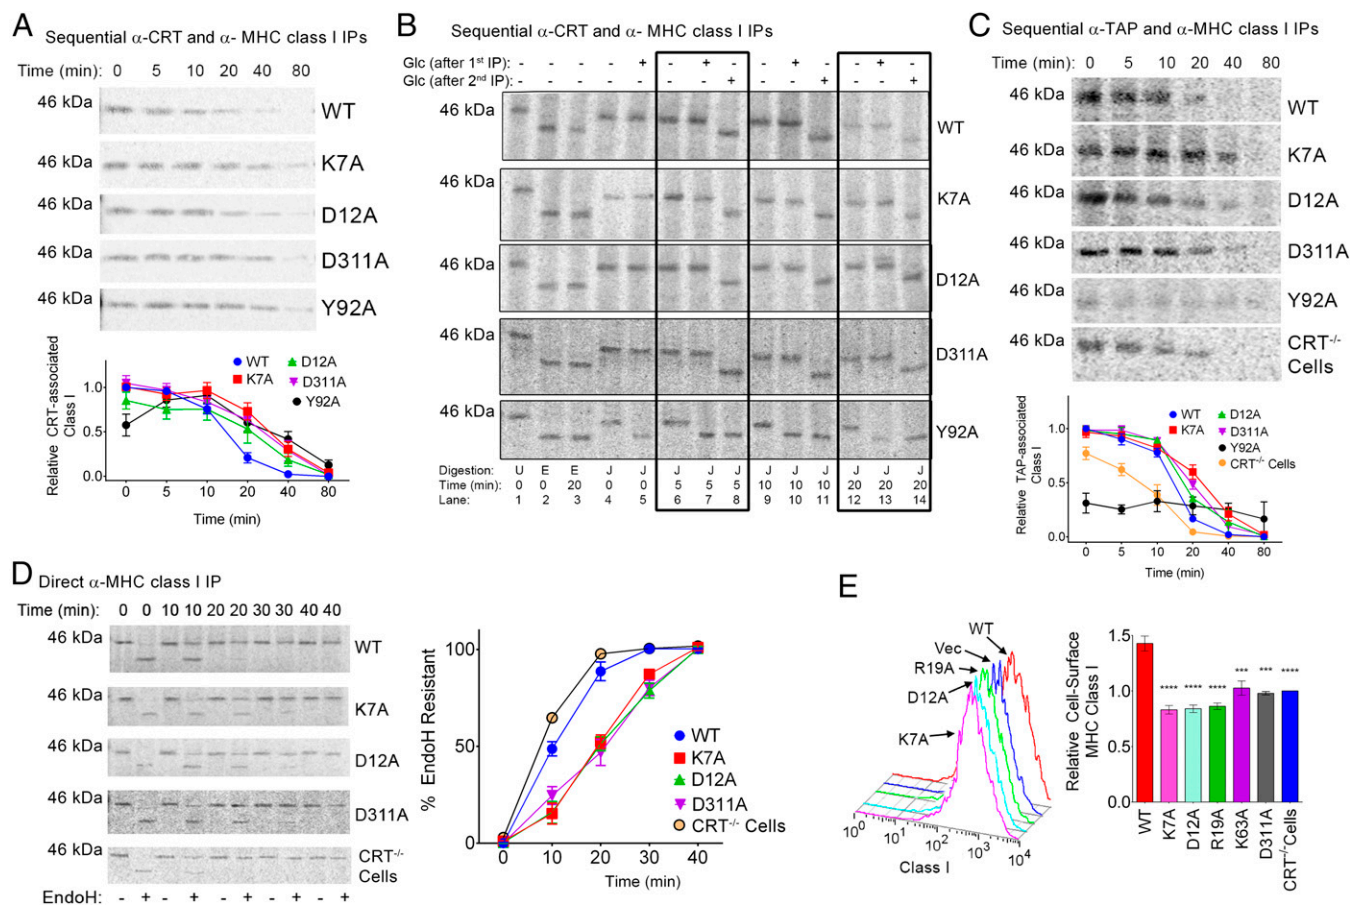 A Sequential α-CRT and α- MHC class I IPs
Time (min): 0 5 10 20 40 80
46 kDa WT
46 kDa K7A
46 kDa D12A
46 kDa D311A
46 kDa Y92A
Relative CRT-associated
Class I
1.0
0.5
0.0
WT
K7A
D12A
D311A
Y92A
0 5 10 20 40 80
Time (min)
B Sequential α-CRT and α- MHC class I IPs
Glc (after 1st IP): - - - - + - + - - + - - + -
Glc (after 2nd IP): - - - - - - - + - - + - - +
46 kDa WT
46 kDa K7A
46 kDa D12A
46 kDa D311A
46 kDa Y92A
Digestion: U E E J J J J J J J J J J J
Time (min): 0 0 20 0 0 5 5 5 10 10 10 20 20 20
Lane: 1 2 3 4 5 6 7 8 9 10 11 12 13 14
C Sequential α-TAP and α-MHC class I IPs
Time (min): 0 5 10 20 40 80
46 kDa WT
46 kDa K7A
46 kDa D12A
46 kDa D311A
46 kDa Y92A
46 kDa CRT-/-
Cells
Relative TAP-associated
Class I
1.0
0.5
0.0
WT
K7A
D12A
D311A
Y92A
CRT-/- Cells
0 5 10 20 40 80
Time (min)
D Direct α-MHC class I IP
Time (min): 0 0 10 10 20 20 30 30 40 40
46 kDa WT
46 kDa K7A
46 kDa D12A
46 kDa D311A
46 kDa CRT-/-
Cells
EndoH: - + - + - + - + - +
% EndoH Resistant
100
50
0
WT
K7A
D12A
D311A
CRT-/- Cells
0 10 20 30 40
Time (min)
E
WT
Vec
R19A
D12A
K7A
10⁰ 10¹ 10² 10³ 10⁴
Class I
Relative Cell-Surface
MHC Class I
1.5
1.0
0.5
0.0
**** **** **** *** *** ****
WT K7A D12A R19A K63A D311A CRT-/-Cells